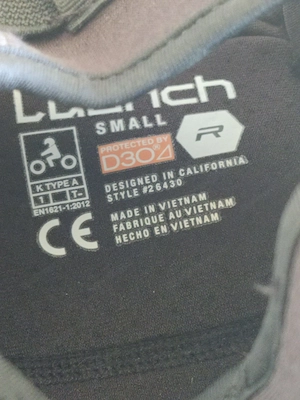 SMALL
PROTECTED BY
D3O4
R
K TYPE A
1 T-
EN1621-1:2012
DESIGNED IN CALIFORNIA
STYLE #26430
CE
MADE IN VIETNAM
FABRIQUE AU VIETNAM
HECHO EN VIETNAM